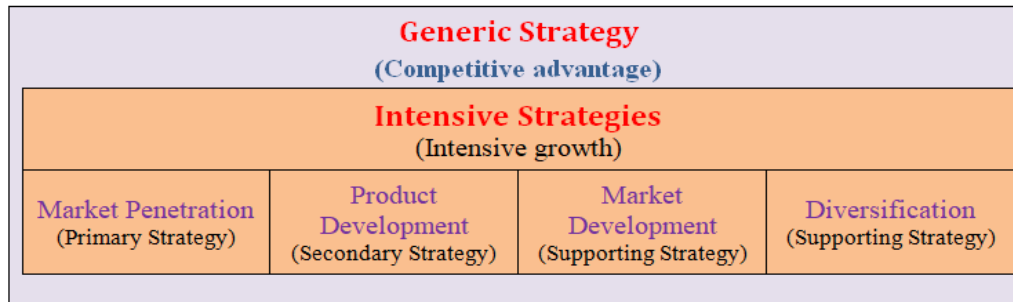 Generic Strategy
(Competitive advantage)
Intensive Strategies
(Intensive growth)
Market Penetration
(Primary Strategy)
Product
Development
(Secondary Strategy)
Market
Development
(Supporting Strategy)
Diversification
(Supporting Strategy)